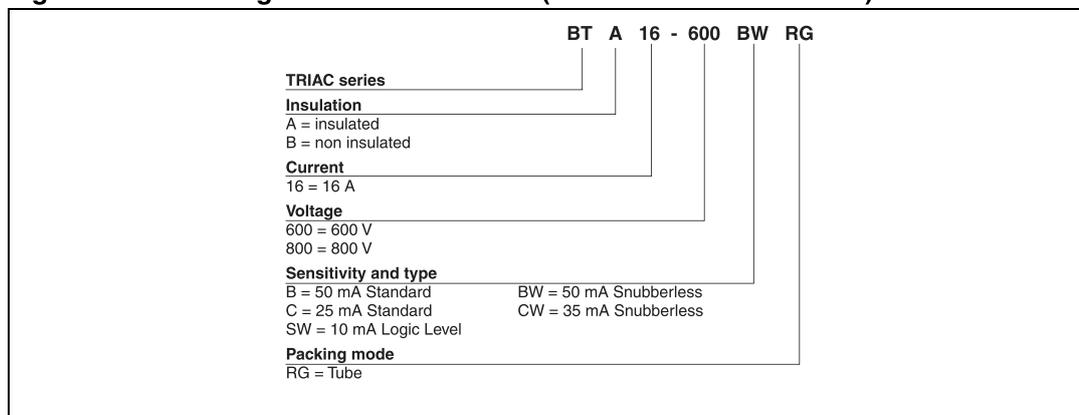 BT A 16 - 600 BW RG
TRIAC series
Insulation
A = insulated
B = non insulated
Current
16 = 16 A
Voltage
600 = 600 V
800 = 800 V
Sensitivity and type
B = 50 mA Standard BW = 50 mA Snubberless
C = 25 mA Standard CW = 35 mA Snubberless
SW = 10 mA Logic Level
Packing mode
RG = Tube